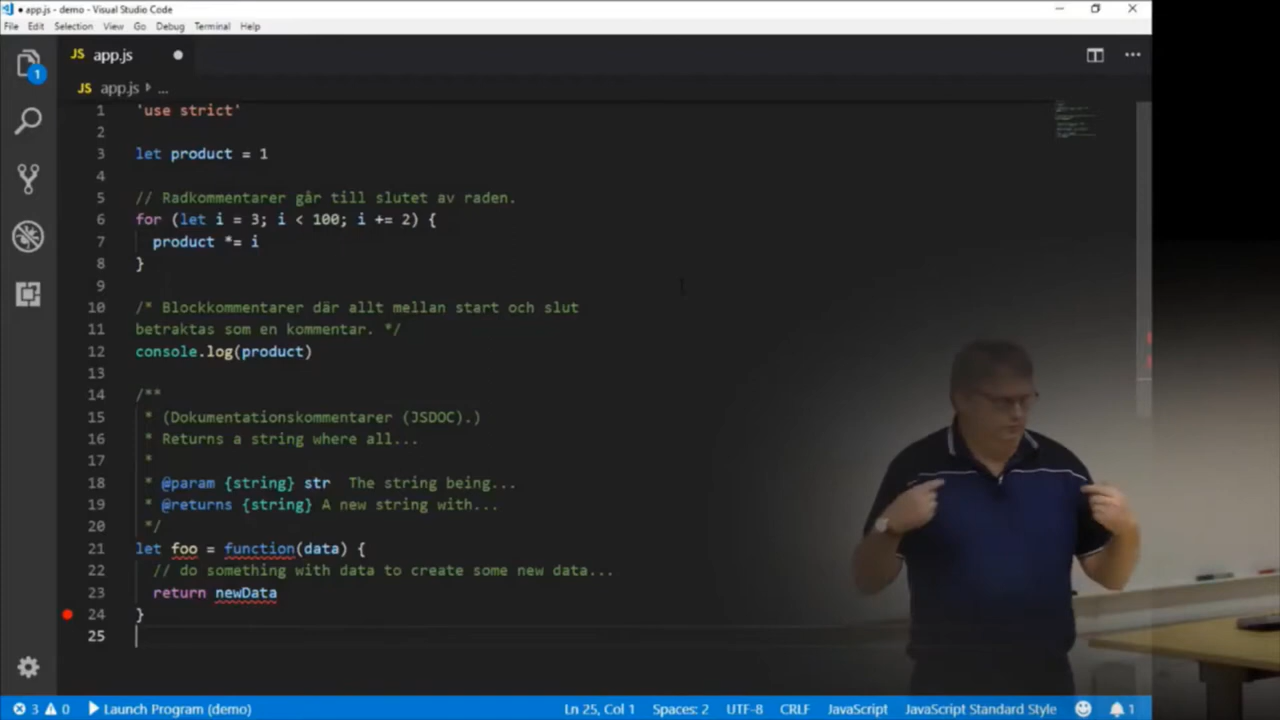 ● app.js - demo - Visual Studio Code
File Edit Selection View Go Debug Terminal Help
JS app.js ●
JS app.js ...
1
1 'use strict'
2
3 let product = 1
4
5 // Radkommentarer går till slutet av raden.
6 for (let i = 3; i < 100; i += 2) {
7 product *= i
8 }
9
10 /* Blockkommentarer där allt mellan start och slut
11 betraktas som en kommentar. */
12 console.log(product)
13
14 /**
15 * (Dokumentationskommentarer (JSDOC).)
16 * Returns a string where all...
17 *
18 * @param {string} str The string being...
19 * @returns {string} A new string with...
20 */
21 let foo = function(data) {
22 // do something with data to create some new data...
23 return newData
24 }
25
3 0 Launch Program (demo) Ln 25, Col 1 Spaces: 2 UTF-8 CRLF JavaScript JavaScript Standard Style 1